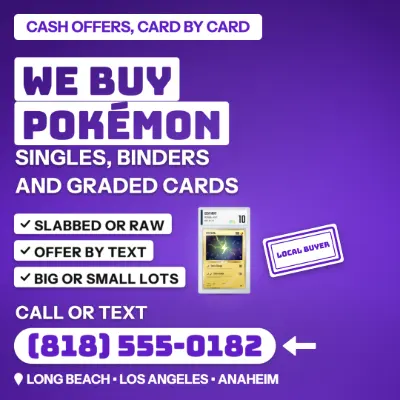 CASH OFFERS, CARD BY CARD
WE BUY
POKÉMON
SINGLES, BINDERS
AND GRADED CARDS
SLABBED OR RAW
OFFER BY TEXT
BIG OR SMALL LOTS
10
LOCAL BUYER
CALL OR TEXT
(818) 555-0182
LONG BEACH • LOS ANGELES • ANAHEIM